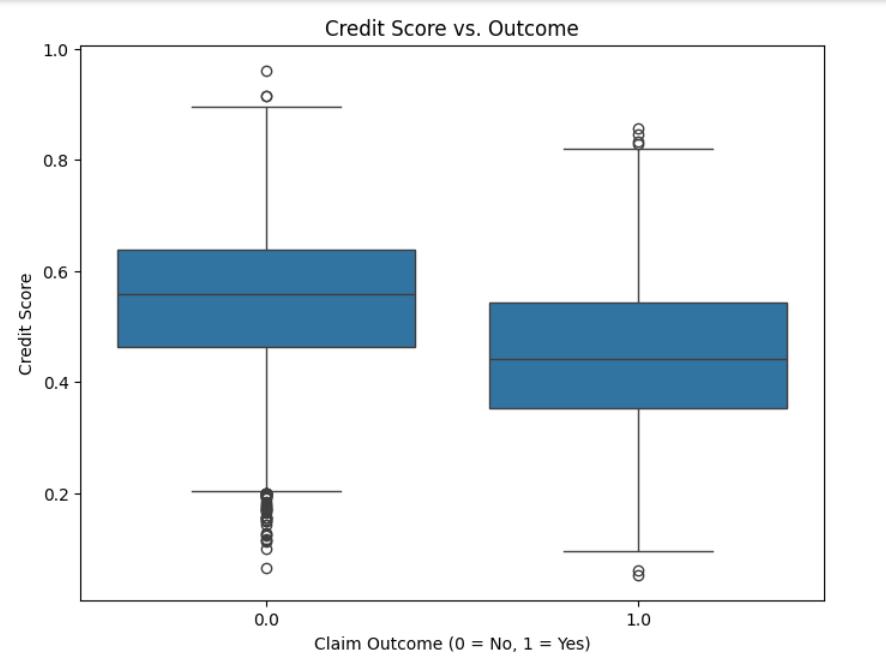 Credit Score vs. Outcome
1.0
0.8
0.6
0.4
0.2
Credit Score
0.0
1.0
Claim Outcome (0 = No, 1 = Yes)